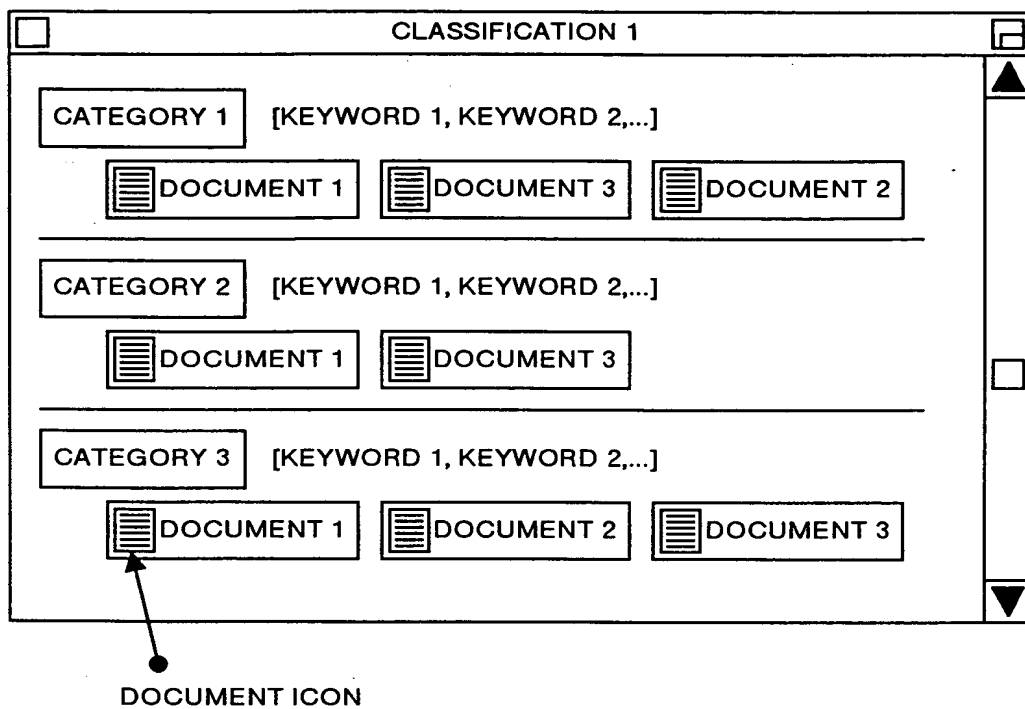 CLASSIFICATION 1
CATEGORY 1 [KEYWORD 1, KEYWORD 2,...]
DOCUMENT 1 DOCUMENT 3 DOCUMENT 2
CATEGORY 2 [KEYWORD 1, KEYWORD 2,...]
DOCUMENT 1 DOCUMENT 3
CATEGORY 3 [KEYWORD 1, KEYWORD 2,...]
DOCUMENT 1 DOCUMENT 2 DOCUMENT 3
DOCUMENT ICON